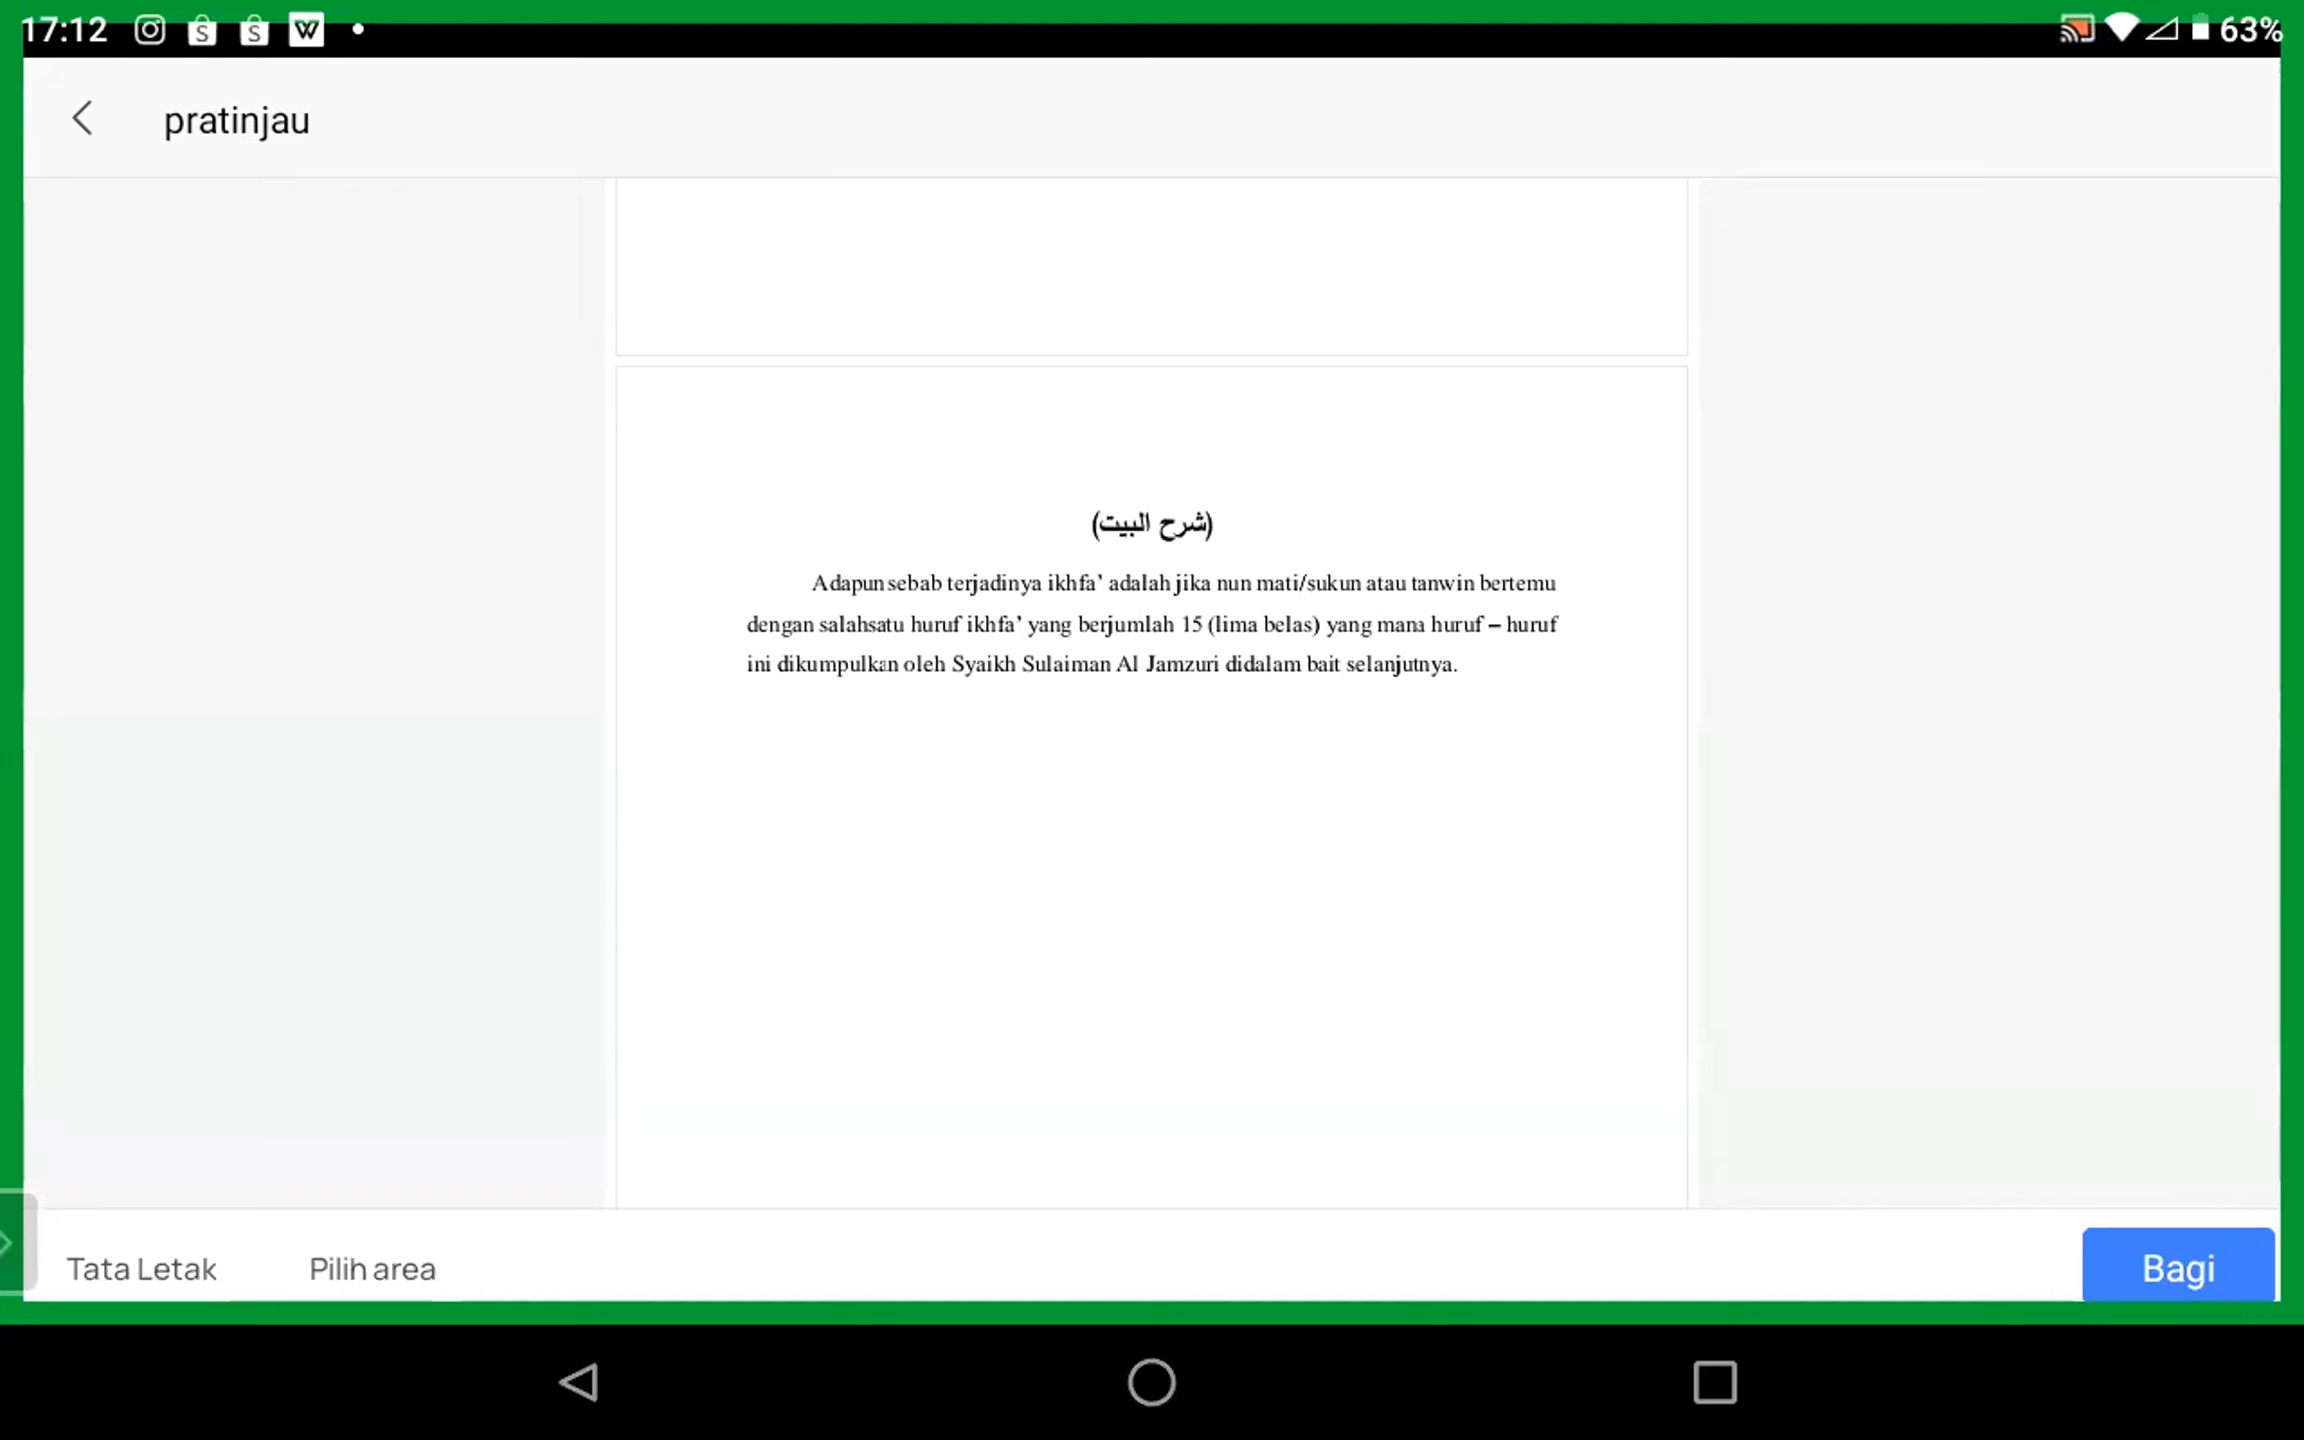 17:12
63%
pratinjau
(شرح البيت)
Adapun sebab terjadinya ikhfa’ adalah jika nun mati/sukun atau tanwin bertemu
dengan salahsatu huruf ikhfa’ yang berjumlah 15 (lima belas) yang mana huruf – huruf
ini dikumpulkan oleh Syaikh Sulaiman Al Jamzuri didalam bait selanjutnya.
Tata Letak
Pilih area
Bagi